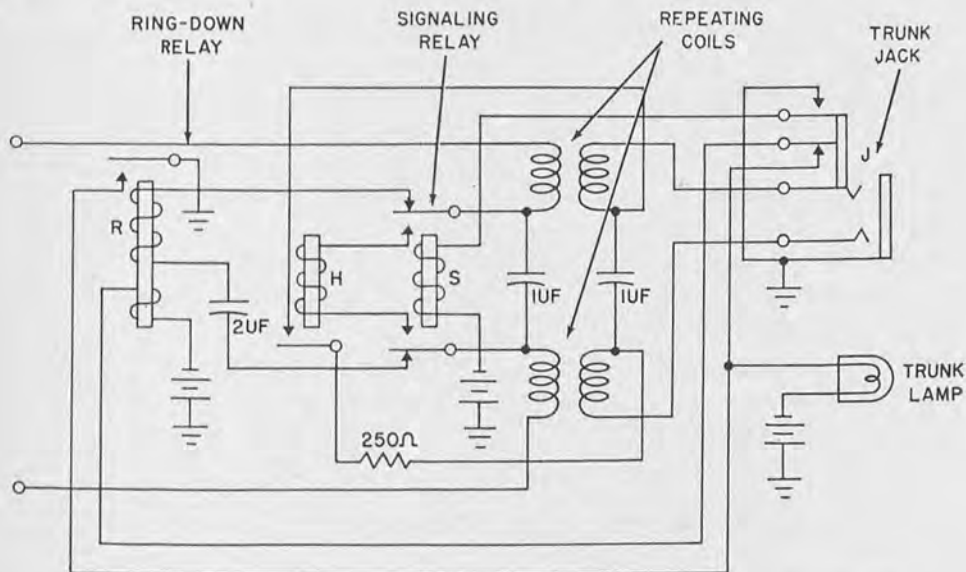 RING-DOWN
RELAY
SIGNALING
RELAY
REPEATING
COILS
TRUNK
JACK
J
R
H
S
2UF
1UF
1UF
250Ω
TRUNK
LAMP